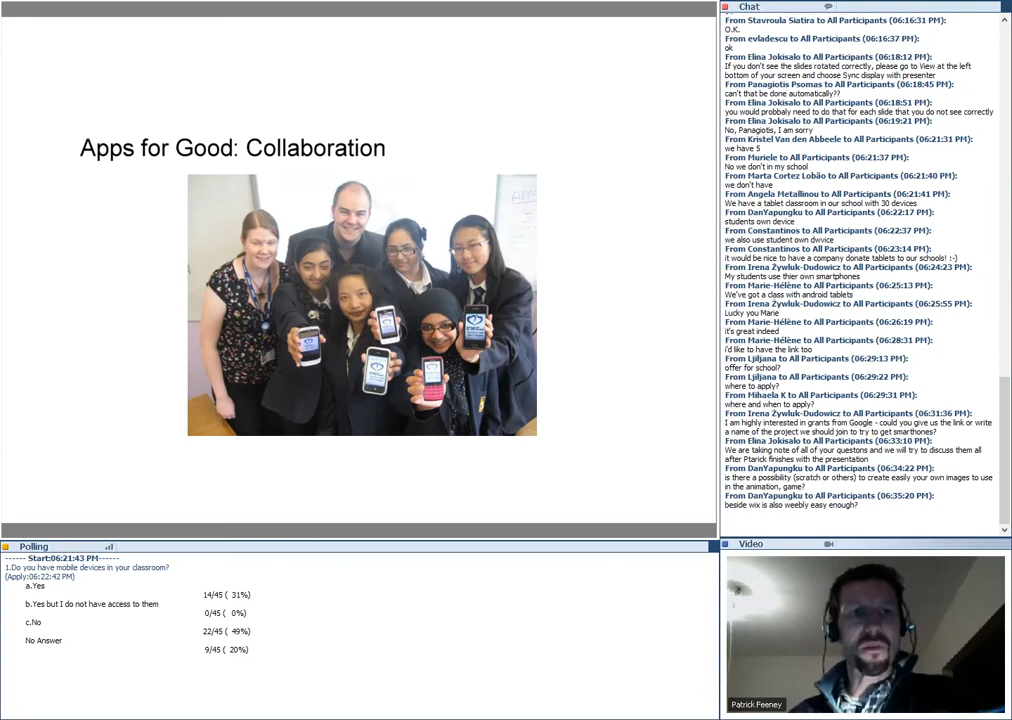 Apps for Good: Collaboration
Chat
From Stavroula Siatira to All Participants (06:16:31 PM):
O.K.
From evladescu to All Participants (06:16:37 PM):
ok
From Elina Jokisalo to All Participants (06:18:12 PM):
If you don't see the slides rotated correctly, please go to View at the left
bottom of your screen and choose Sync display with presenter
From Panagiotis Psomas to All Participants (06:18:45 PM):
can't that be done automatically??
From Elina Jokisalo to All Participants (06:18:51 PM):
you would probbaly need to do that for each slide that you do not see correctly
From Elina Jokisalo to All Participants (06:19:21 PM):
No, Panagiotis, I am sorry
From Kristel Van den Abbeele to All Participants (06:21:31 PM):
we have 5
From Muriele to All Participants (06:21:37 PM):
No we don't in my school
From Marta Cortez Lobão to All Participants (06:21:40 PM):
we don't have
From Angela Metallinou to All Participants (06:21:41 PM):
We have a tablet classroom in our school with 30 devices
From DanYapungku to All Participants (06:22:17 PM):
students own device
From Constantinos to All Participants (06:22:37 PM):
we also use student own dwvice
From Constantinos to All Participants (06:23:14 PM):
it would be nice to have a company donate tablets to our schools! :-)
From Irena Żywluk-Dudowicz to All Participants (06:24:23 PM):
My students use thier own smartphones
From Marie-Hélène to All Participants (06:25:13 PM):
We've got a class with android tablets
From Irena Żywluk-Dudowicz to All Participants (06:25:55 PM):
Lucky you Marie
From Marie-Hélène to All Participants (06:26:19 PM):
it's great indeed
From Marie-Hélène to All Participants (06:28:31 PM):
i'd like to have the link too
From Ljiljana to All Participants (06:29:13 PM):
offer for school?
From Ljiljana to All Participants (06:29:22 PM):
where to apply?
From Mihaela K to All Participants (06:29:31 PM):
where and when to apply?
From Irena Żywluk-Dudowicz to All Participants (06:31:36 PM):
I am highly interested in grants from Google - could you give us the link or write
a name of the project we should join to try to get smarthones?
From Elina Jokisalo to All Participants (06:33:10 PM):
We are taking note of all of your questons and we will try to discuss them all
after Ptarick finishes with the presentation
From DanYapungku to All Participants (06:34:22 PM):
is there a possibility (scratch or others) to create easily your own images to use
in the animation, game?
From DanYapungku to All Participants (06:35:20 PM):
beside wix is also weebly easy enough?
Polling
------ Start:06:21:43 PM------
1.Do you have mobile devices in your classroom?
(Apply:06:22:42 PM)
a.Yes
14/45 ( 31%)
b.Yes but I do not have access to them
0/45 ( 0%)
c.No
22/45 ( 49%)
No Answer
9/45 ( 20%)
Video
Patrick Feeney